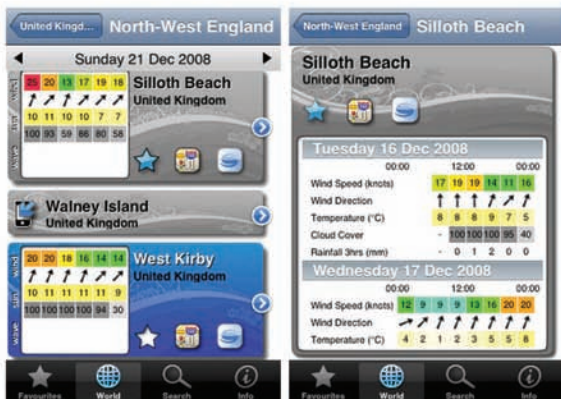 United Kingd...
North-West England
Sunday 21 Dec 2008
Silloth Beach
United Kingdom
25 20 13 17 19 18
10 11 10 10 7 7
100 93 59 86 80 58
wave
Walney Island
United Kingdom
West Kirby
United Kingdom
wind
20 20 18 16 14 14
10 11 11 11 11 9
100 100 100 100 94 30
wave
Favourites
World
Search
Info
North-West England
Silloth Beach
Silloth Beach
United Kingdom
Tuesday 16 Dec 2008
00:00 12:00 00:00
Wind Speed (knots) 17 19 19 14 11 16
Wind Direction
Temperature (°C) 8 8 8 9 7 5
Cloud Cover - 100 100 100 95 40
Rainfall 3hrs (mm) - 0 1 2 0 0
Wednesday 17 Dec 2008
00:00 12:00 00:00
Wind Speed (knots) 12 9 9 9 13 16 20 20
Wind Direction
Temperature (°C) 4 2 1 2 3 5 5 8
Favourites
World
Search
Info